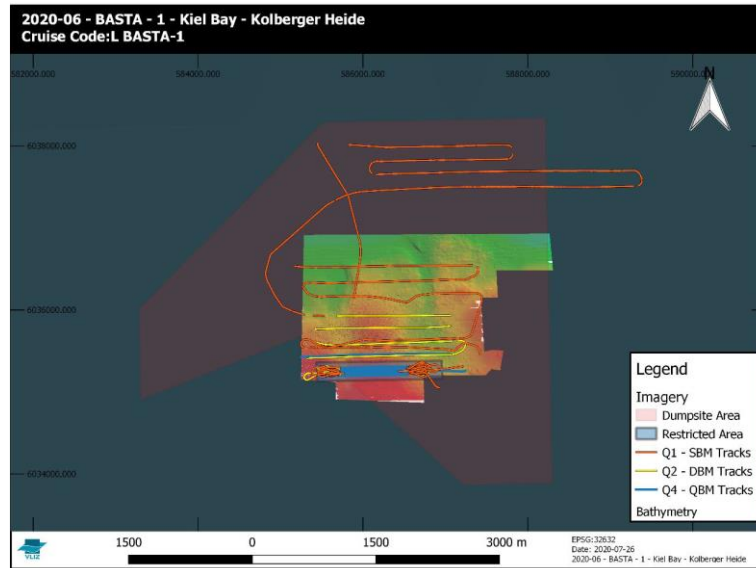 2020-06 - BASTA - 1 - Kiel Bay - Kolberger Heide
Cruise Code:L BASTA-1
582000.000 584000.000 586000.000 588000.000 590000.000
N
6038000.000
6036000.000
6034000.000
Legend
Imagery
Dumpsite Area
Restricted Area
Q1 - SBM Tracks
Q2 - DBM Tracks
Q4 - QBM Tracks
Bathymetry
VLIZ
1500 0 1500 3000 m
EPSG:32632
Date: 2020-07-26
2020-06 - BASTA - 1 - Kiel Bay - Kolberger Heide